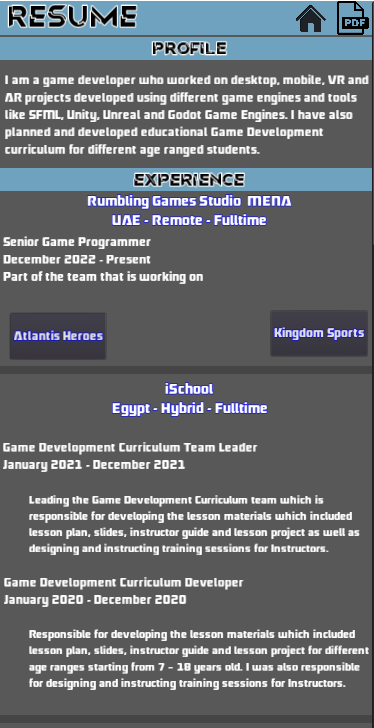 RESUME
PDF
PROFILE
I am a game developer who worked on desktop, mobile, VR and
AR projects developed using different game engines and tools
like SFML, Unity, Unreal and Godot Game Engines. I have also
planned and developed educational Game Development
curriculum for different age ranged students.
EXPERIENCE
Rumbling Games Studio MENA
UAE - Remote - Fulltime
Senior Game Programmer
December 2022 - Present
Part of the team that is working on
Atlantis Heroes
Kingdom Sports
iSchool
Egypt - Hybrid - Fulltime
Game Development Curriculum Team Leader
January 2021 - December 2021
Leading the Game Development Curriculum team which is
responsible for developing the lesson materials which included
lesson plan, slides, instructor guide and lesson project as well as
designing and instructing training sessions for Instructors.
Game Development Curriculum Developer
January 2020 - December 2020
Responsible for developing the lesson materials which included
lesson plan, slides, instructor guide and lesson project for different
age ranges starting from 7 - 18 years old. I was also responsible
for designing and instructing training sessions for Instructors.